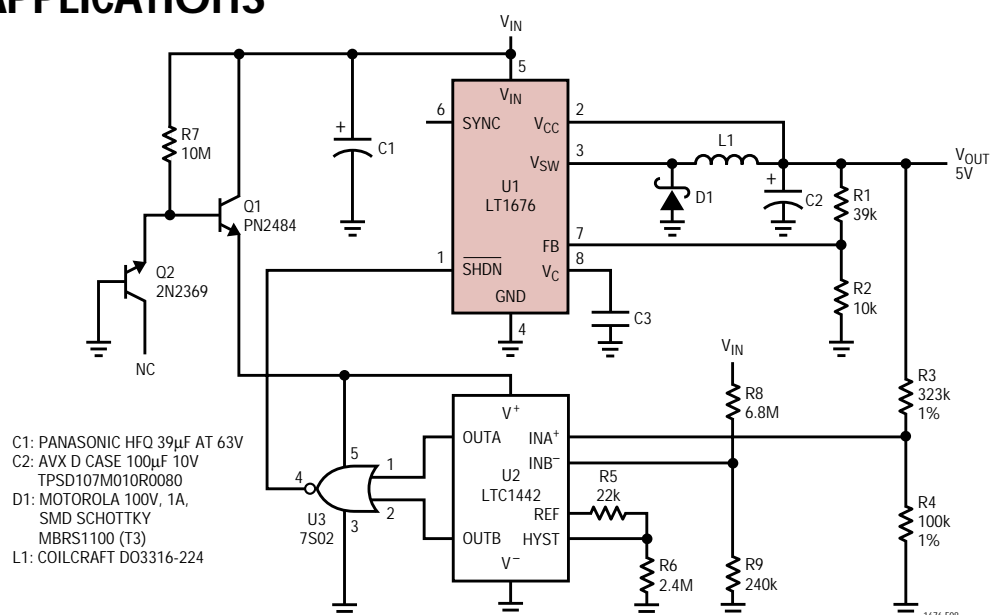 APPLICATIONS
VIN
5
VIN
6
SYNC
VCC
2
VSW
3
U1
LT1676
FB
7
1
SHDN
VC
8
GND
4
R7
10M
Q1
PN2484
Q2
2N2369
NC
+
C1
L1
D1
+
C2
VOUT
5V
R1
39k
R2
10k
C3
VIN
R8
6.8M
R3
323k
1%
V+
OUTA
INA+
INB−
U2
LTC1442
R5
22k
REF
OUTB
HYST
V−
R6
2.4M
R9
240k
R4
100k
1%
5
4
1
2
3
U3
7S02
C1: PANASONIC HFQ 39µF AT 63V
C2: AVX D CASE 100µF 10V
TPSD107M010R0080
D1: MOTOROLA 100V, 1A,
SMD SCHOTTKY
MBRS1100 (T3)
L1: COILCRAFT DO3316-224
1676 F08